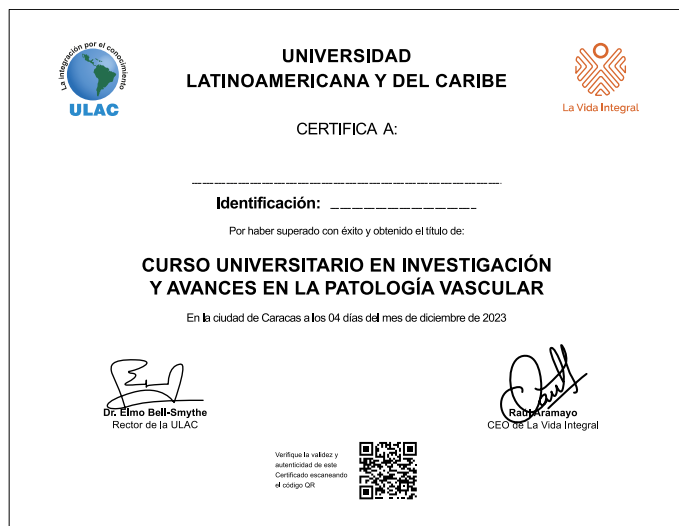 La integración por el conocimiento
ULAC
UNIVERSIDAD
LATINOAMERICANA Y DEL CARIBE
La Vida Integral
CERTIFICA A:
Identificación:
Por haber superado con éxito y obtenido el título de:
CURSO UNIVERSITARIO EN INVESTIGACIÓN
Y AVANCES EN LA PATOLOGÍA VASCULAR
En la ciudad de Caracas a los 04 días del mes de diciembre de 2023
Dr. Elmo Bell-Smythe
Rector de la ULAC
Raúl Aramayo
CEO de La Vida Integral
Verifique la validez y
autenticidad de este
Certificado escaneando
el código QR